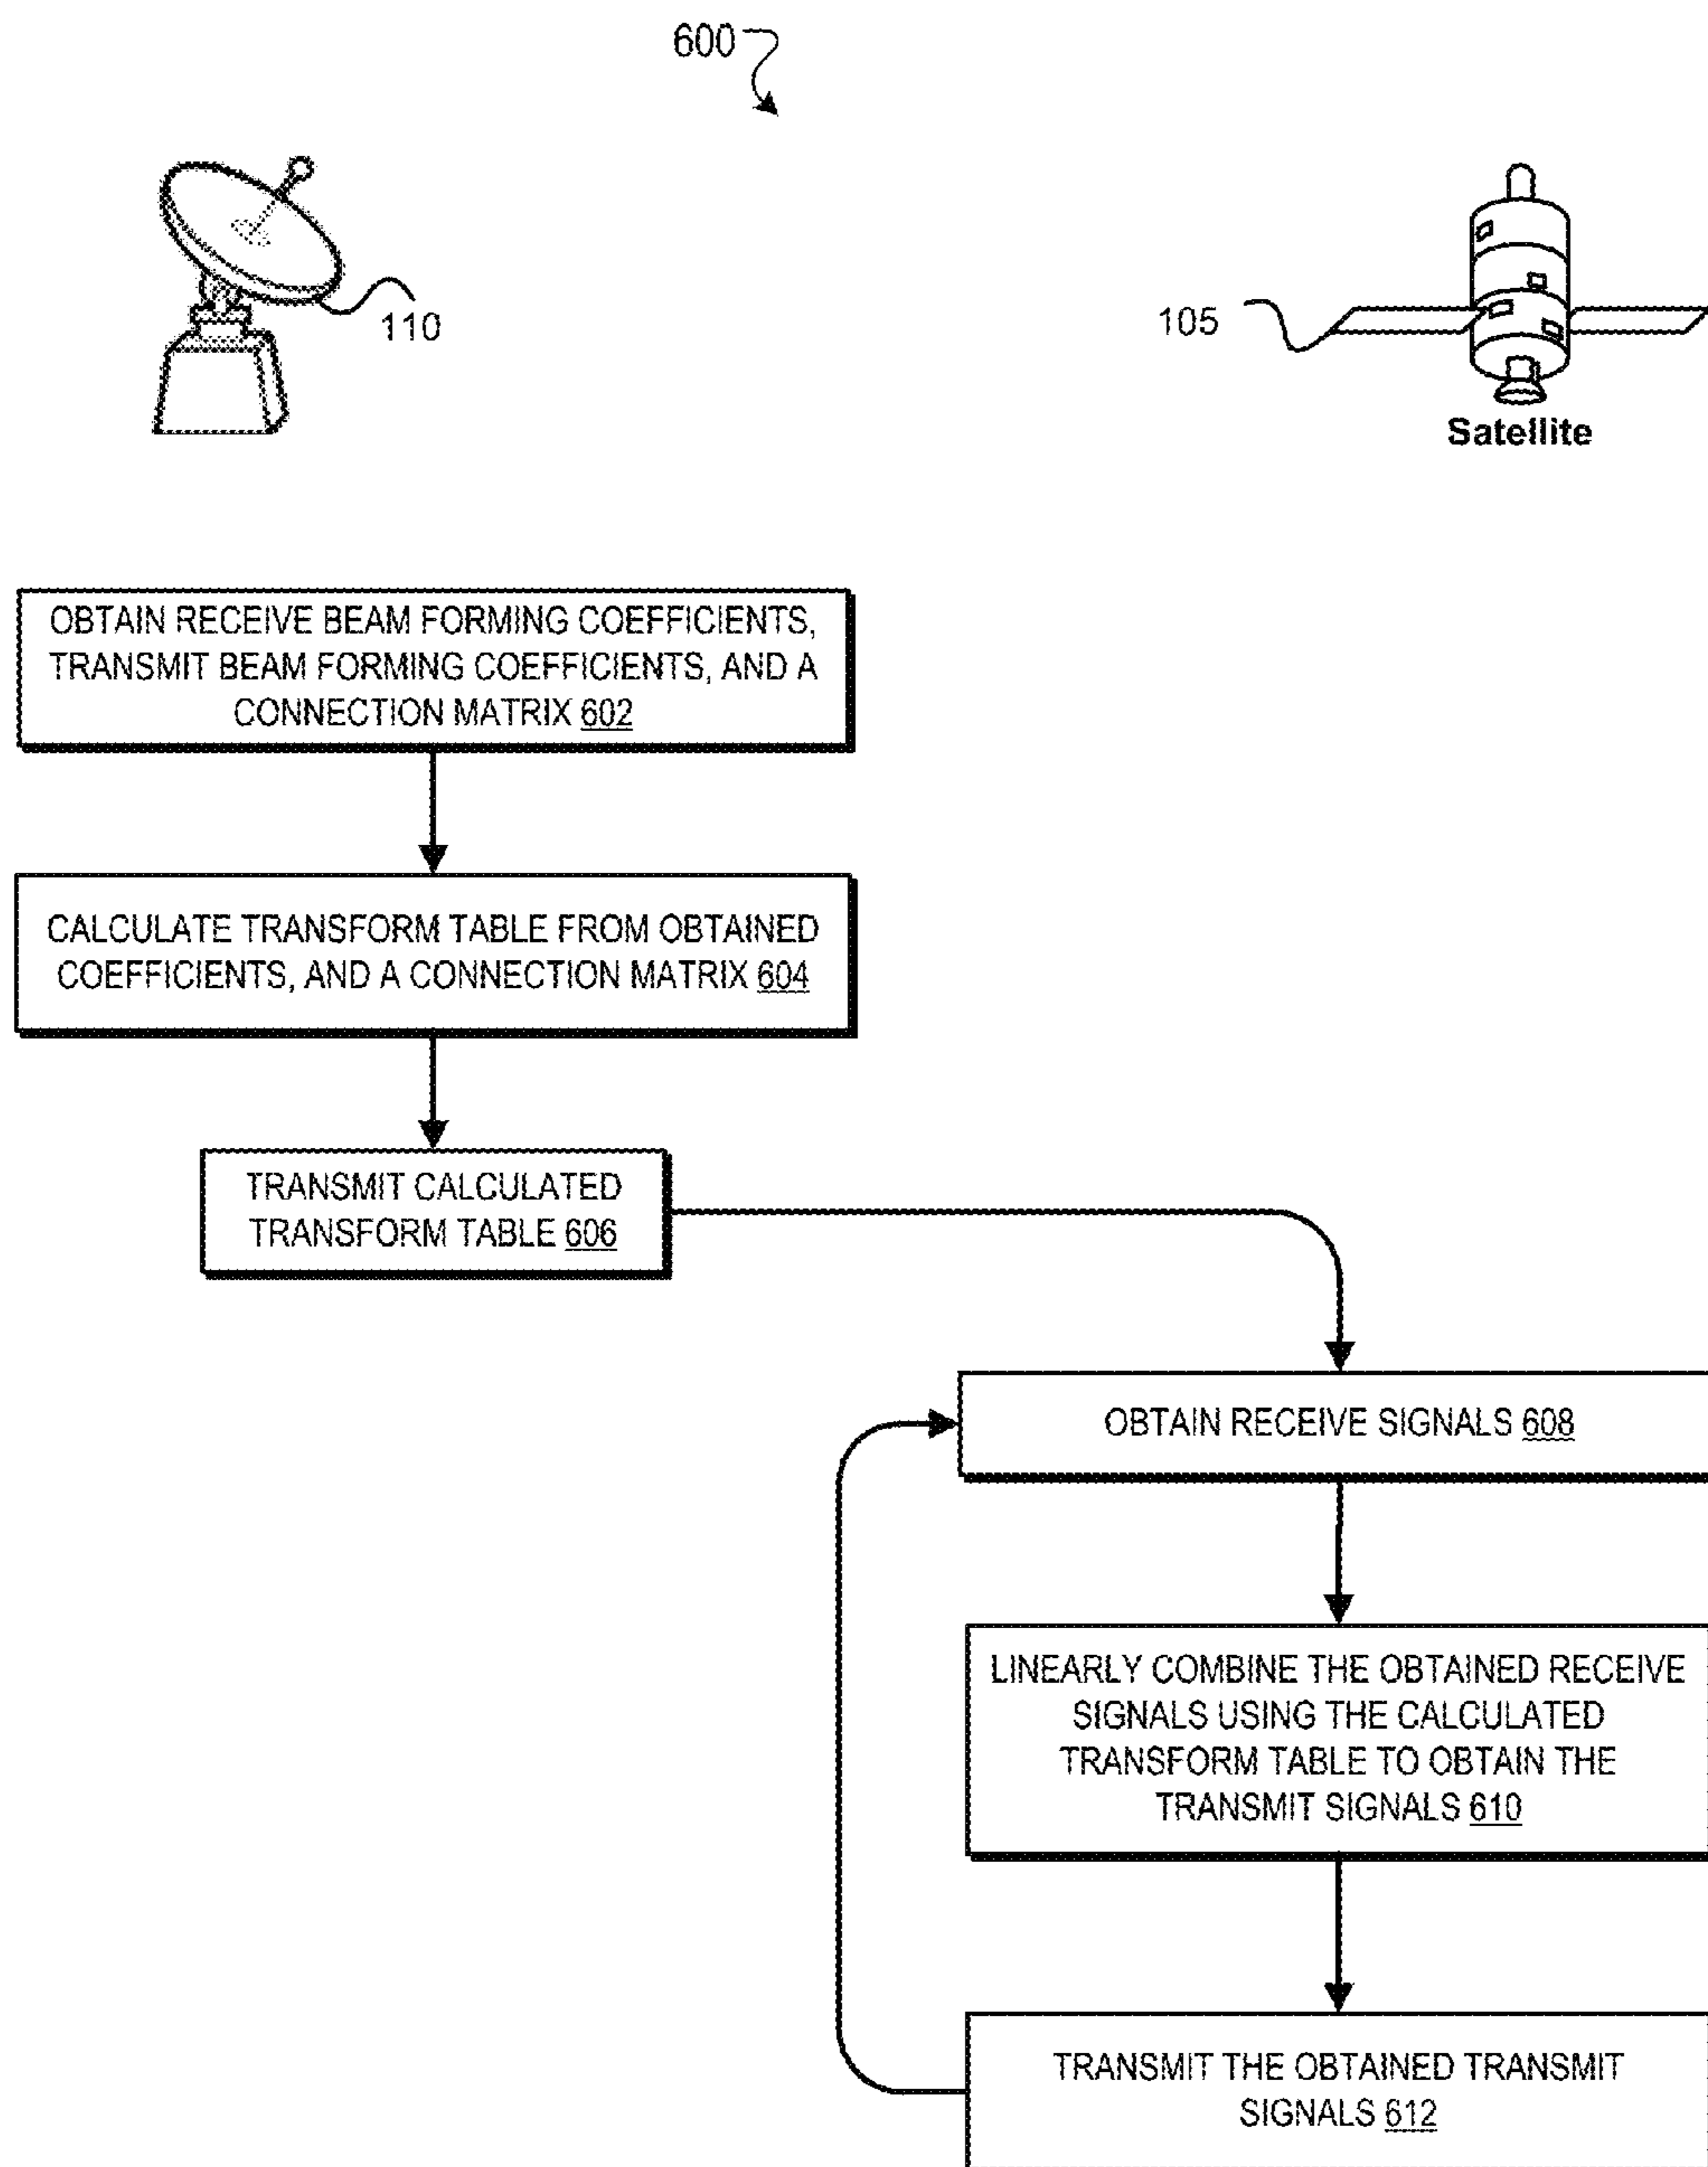 600
110
105
Satellite
OBTAIN RECEIVE BEAM FORMING COEFFICIENTS,
TRANSMIT BEAM FORMING COEFFICIENTS, AND A
CONNECTION MATRIX 602
CALCULATE TRANSFORM TABLE FROM OBTAINED
COEFFICIENTS, AND A CONNECTION MATRIX 604
TRANSMIT CALCULATED
TRANSFORM TABLE 606
OBTAIN RECEIVE SIGNALS 608
LINEARLY COMBINE THE OBTAINED RECEIVE
SIGNALS USING THE CALCULATED
TRANSFORM TABLE TO OBTAIN THE
TRANSMIT SIGNALS 610
TRANSMIT THE OBTAINED TRANSMIT
SIGNALS 612